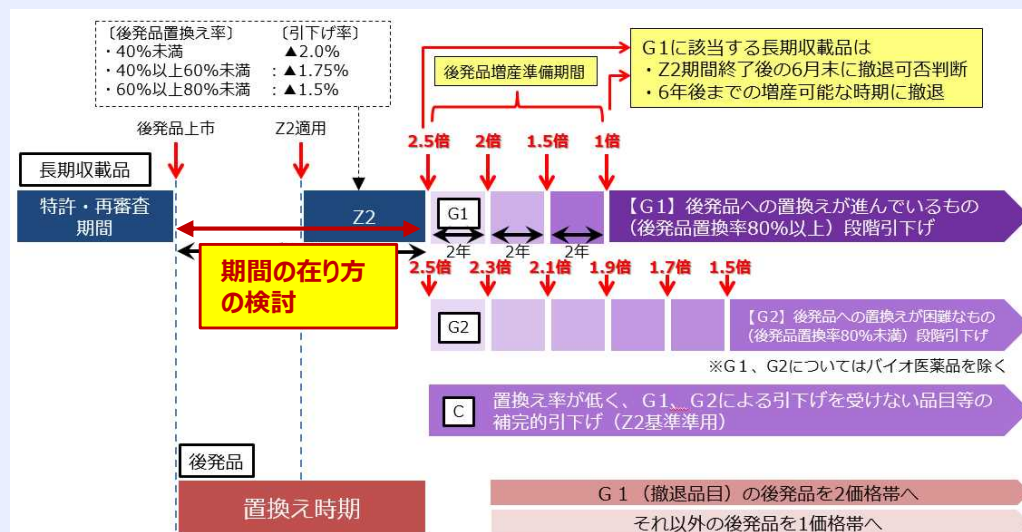 〔後発品置換え率〕 〔引下げ率〕
・40%未満 ▲2.0%
・40%以上60%未満 :▲1.75%
・60%以上80%未満 :▲1.5%
後発品増産準備期間
G1に該当する長期収載品は
・Z2期間終了後の6月末に撤退可否判断
・6年後までの増産可能な時期に撤退
後発品上市
Z2適用
2.5倍 2倍 1.5倍 1倍
長期収載品
特許・再審査
期間
Z2
G1
【G1】後発品への置換えが進んでいるもの
(後発品置換率80%以上)段階引下げ
2年 2年 2年
期間の在り方
の検討
2.5倍 2.3倍 2.1倍 1.9倍 1.7倍 1.5倍
G2
【G2】後発品への置換えが困難なもの
(後発品置換率80%未満)段階引下げ
※G1、G2についてはバイオ医薬品を除く
C
置換え率が低く、G1、G2による引下げを受けない品目等の
補完的引下げ(Z2基準準用)
後発品
置換え時期
G1(撤退品目)の後発品を2価格帯へ
それ以外の後発品を1価格帯へ